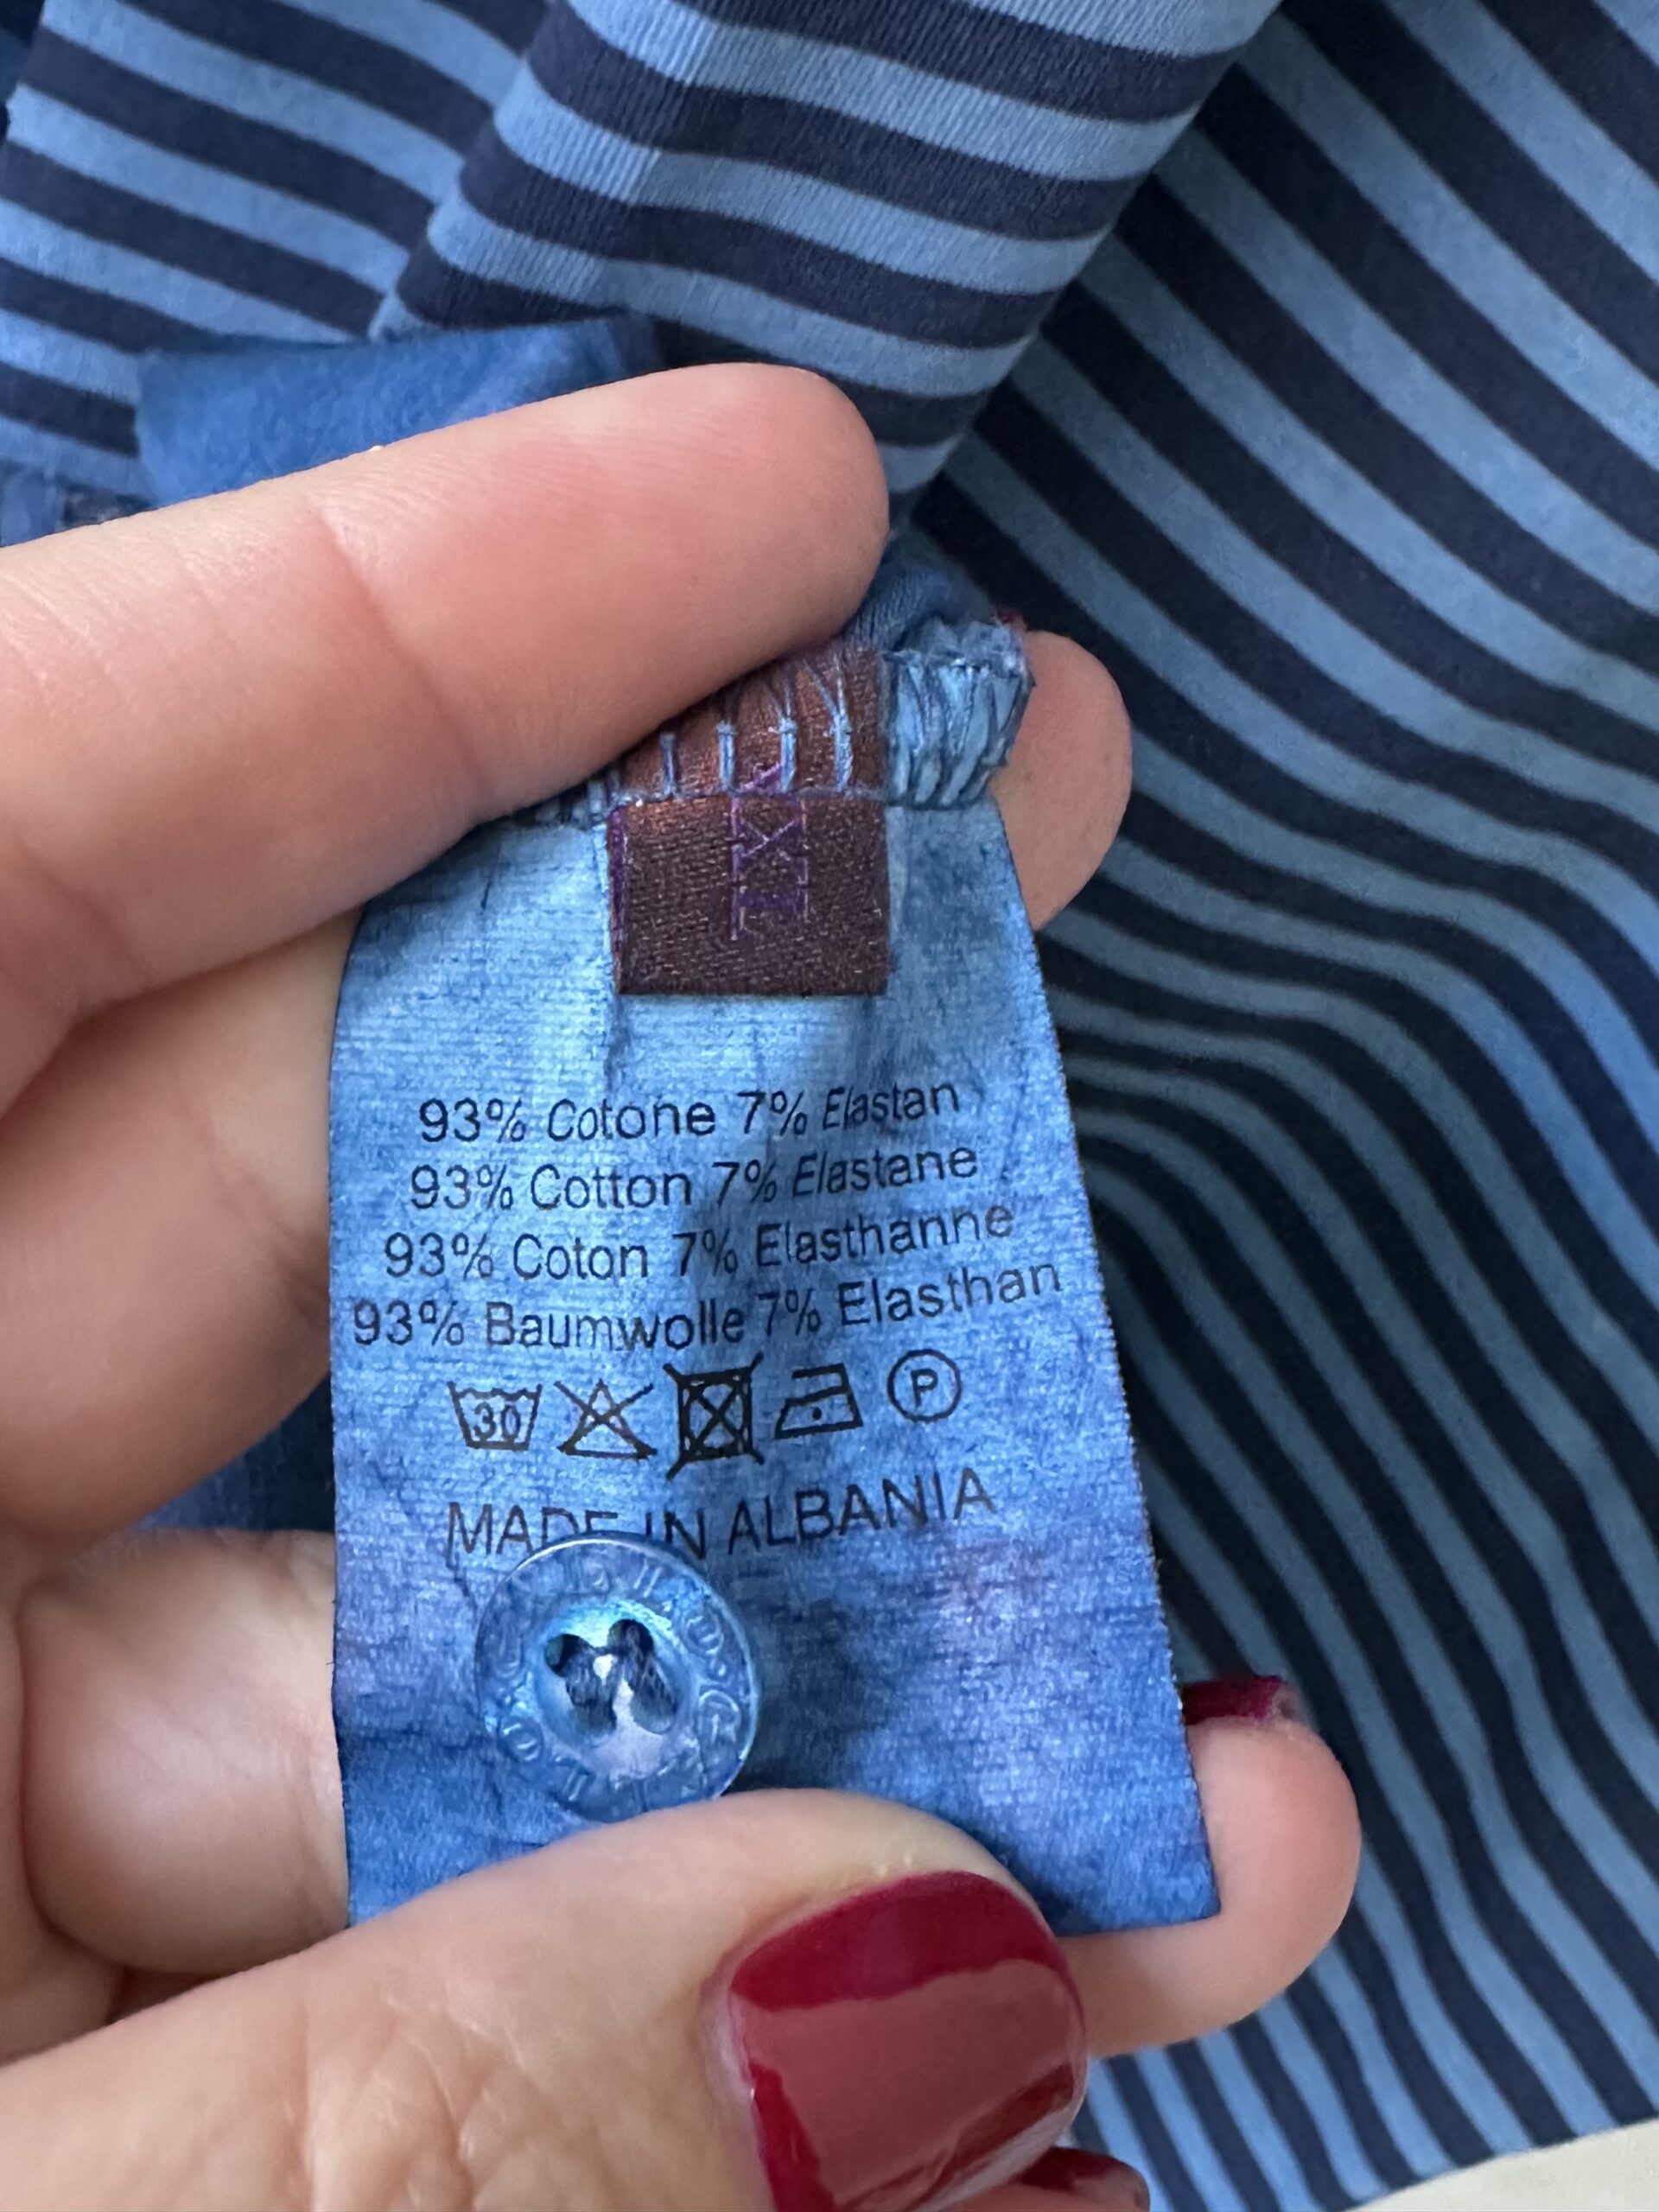 XXL
93% Cotone 7% Elastan
93% Cotton 7% Elastane
93% Coton 7% Elasthanne
93% Baumwolle 7% Elasthan
30 P
MADE IN ALBANIA